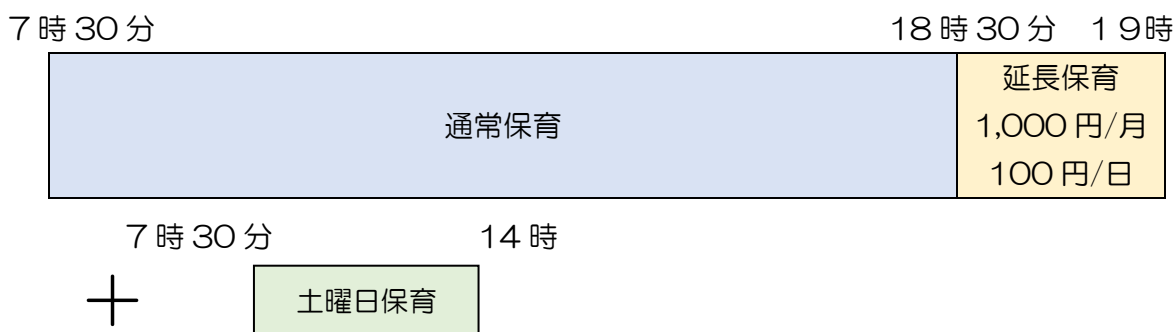 ７時30分 18時30分 １９時
通常保育
延長保育
1,000円/月
100円/日
７時30分 14時
＋ 土曜日保育